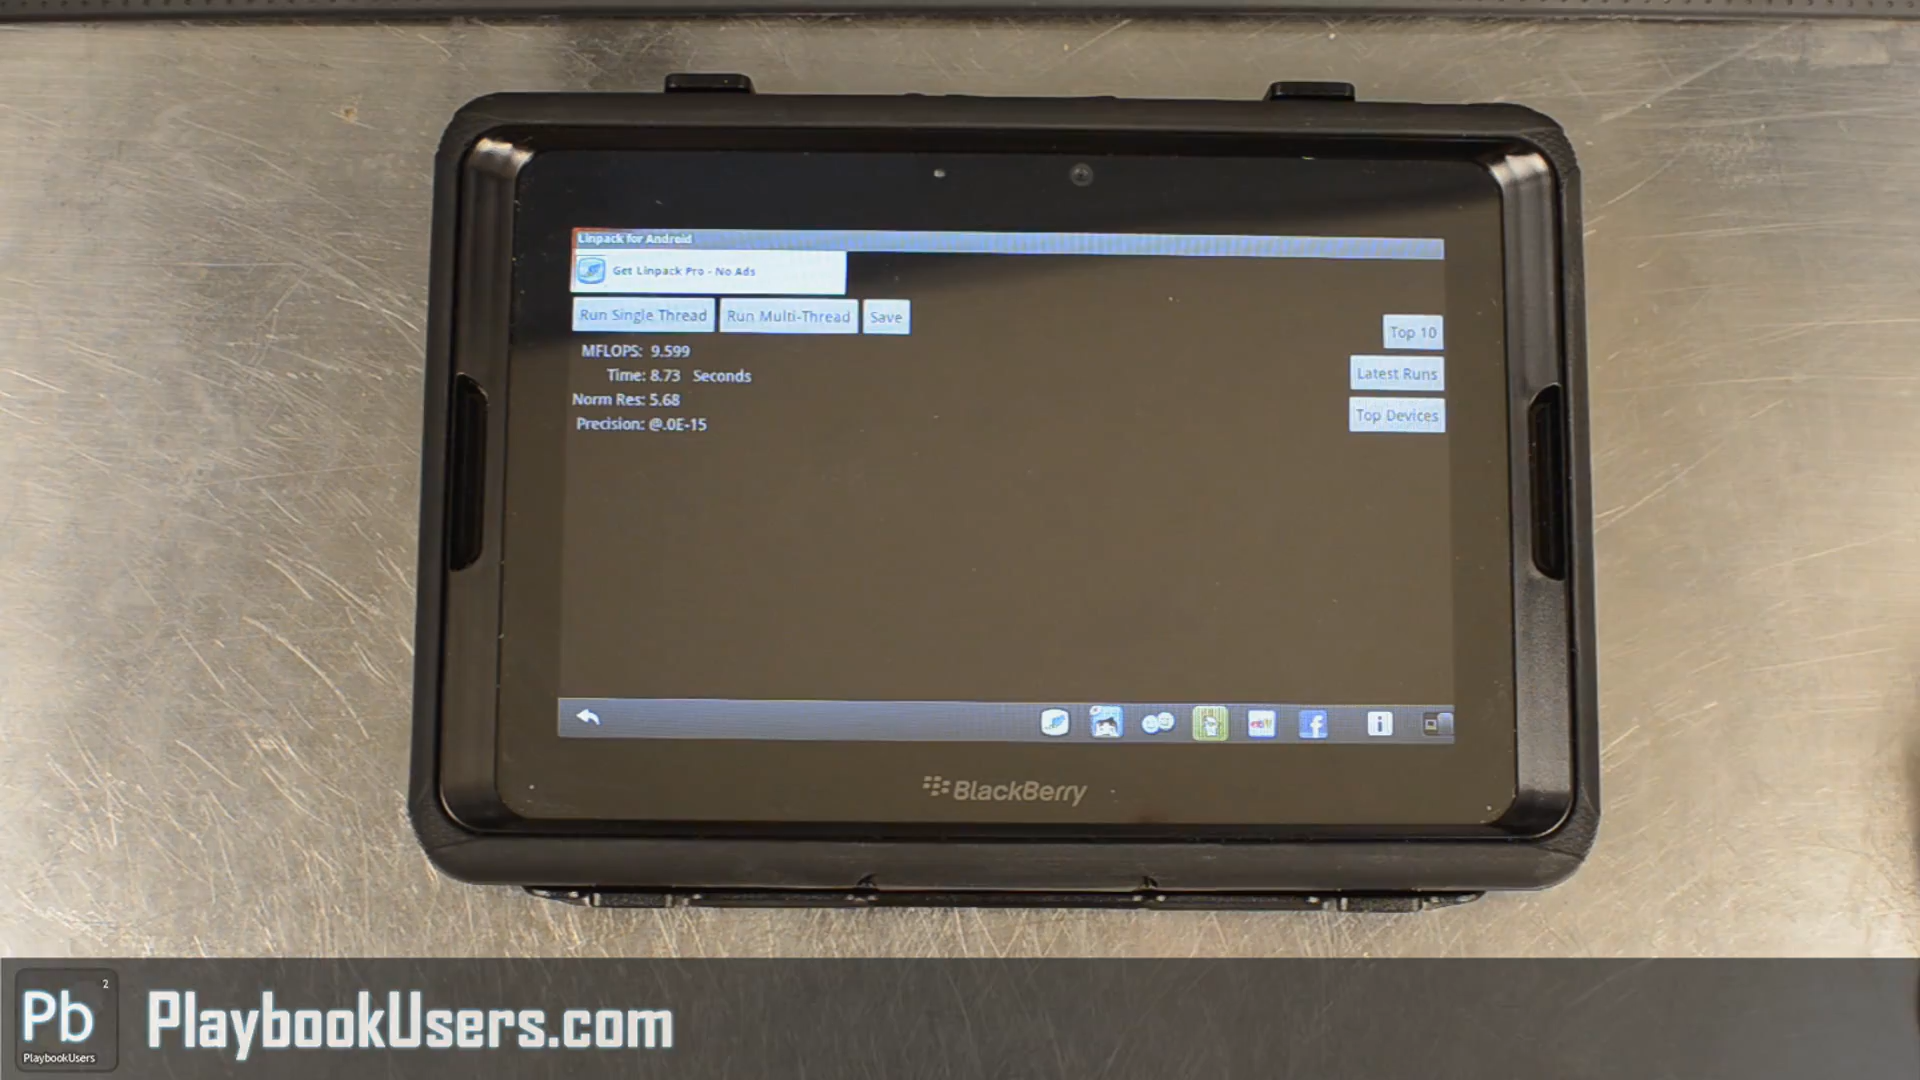 Linpack for Android
Get Linpack Pro - No Ads
Run Single Thread Run Multi-Thread Save
Top 10
MFLOPS: 9.599
Time: 8.73 Seconds
Latest Runs
Norm Res: 5.68
Top Devices
Precision: @.0E-15
ebY
f
i
BlackBerry
Pb 2
PlaybookUsers
PlaybookUsers.com